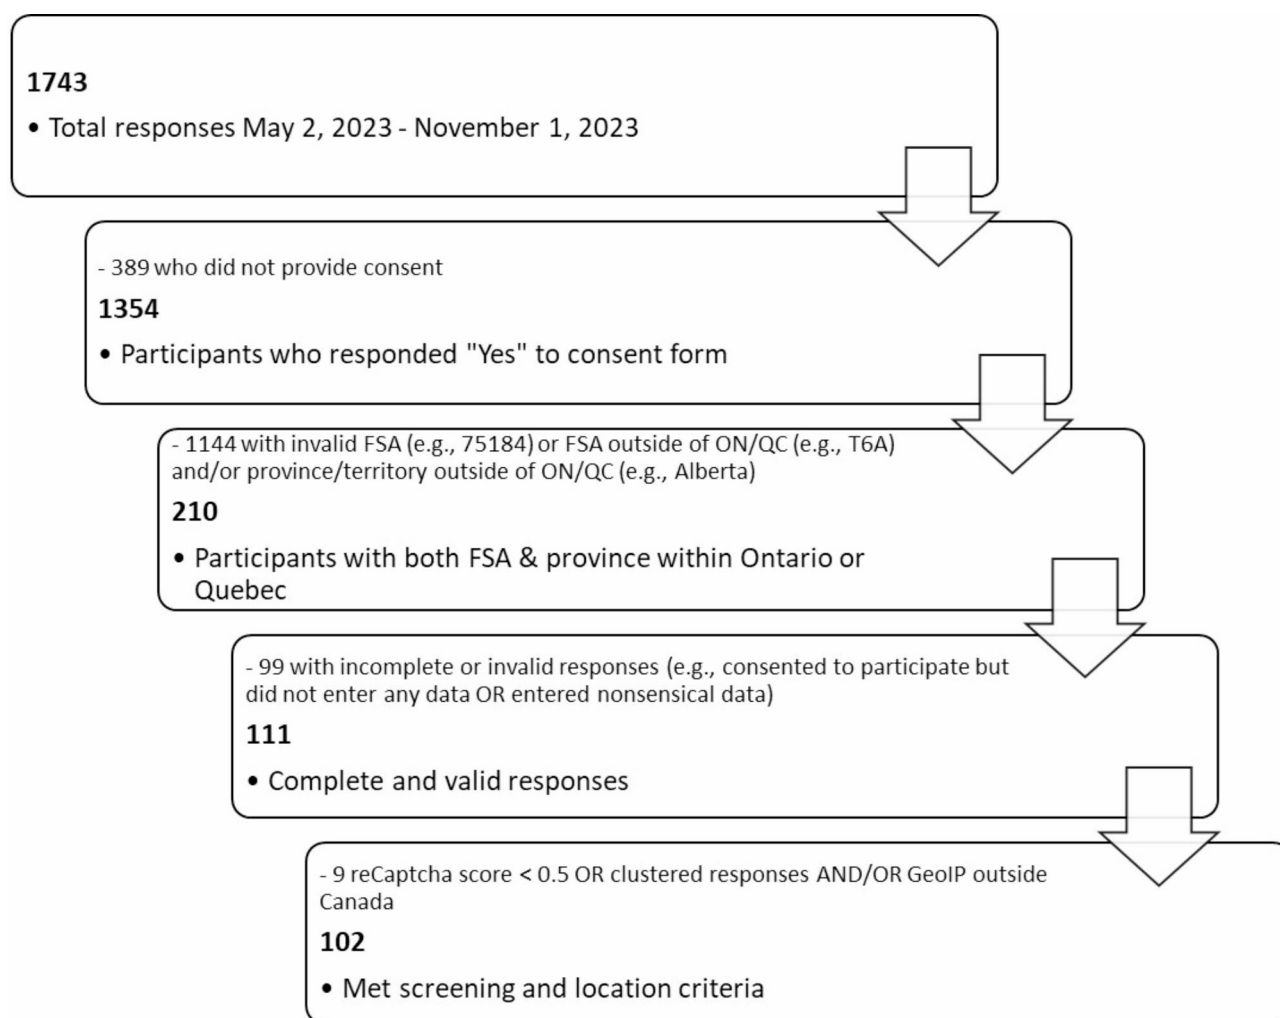 1743
• Total responses May 2, 2023 - November 1, 2023
- 389 who did not provide consent
1354
• Participants who responded "Yes" to consent form
- 1144 with invalid FSA (e.g., 75184) or FSA outside of ON/QC (e.g., T6A)
and/or province/territory outside of ON/QC (e.g., Alberta)
210
• Participants with both FSA & province within Ontario or
Quebec
- 99 with incomplete or invalid responses (e.g., consented to participate but
did not enter any data OR entered nonsensical data)
111
• Complete and valid responses
- 9 reCaptcha score < 0.5 OR clustered responses AND/OR GeoIP outside
Canada
102
• Met screening and location criteria